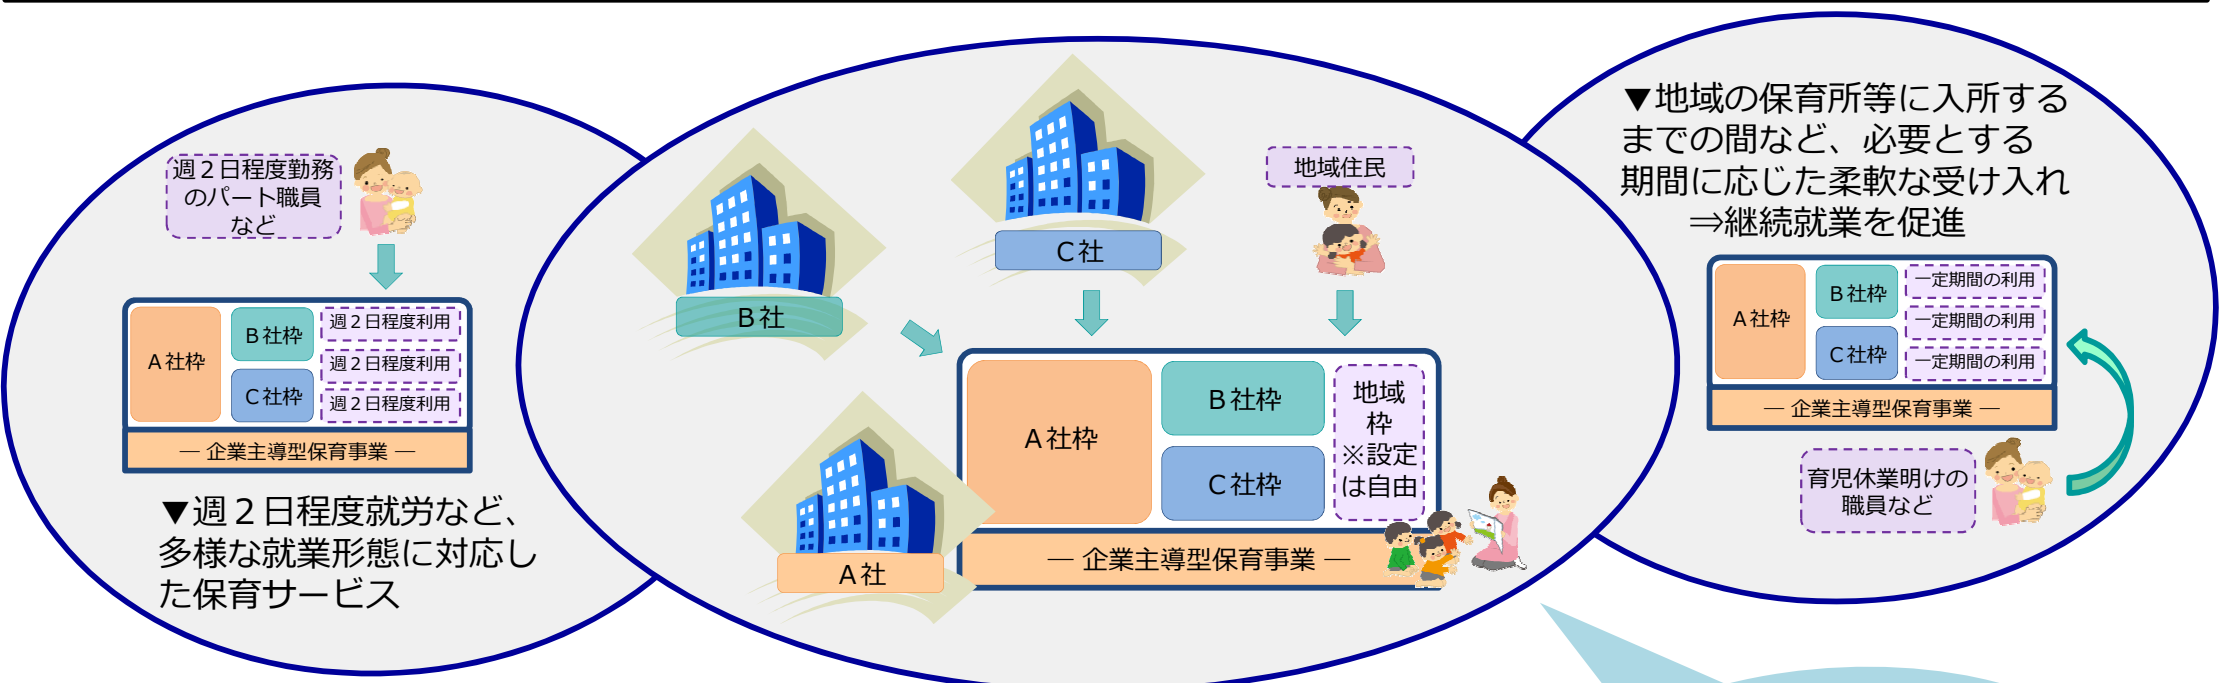 週２日程度勤務
のパート職員
など
Ａ社枠
Ｂ社枠
Ｃ社枠
週２日程度利用
週２日程度利用
週２日程度利用
― 企業主導型保育事業 ―
▼週２日程度就労など、
多様な就業形態に対応し
た保育サービス
Ｂ社
Ｃ社
地域住民
Ａ社
Ａ社枠
Ｂ社枠
Ｃ社枠
地域
枠
※設定
は自由
― 企業主導型保育事業 ―
▼地域の保育所等に入所する
までの間など、必要とする
期間に応じた柔軟な受け入れ
⇒継続就業を促進
Ａ社枠
Ｂ社枠
Ｃ社枠
一定期間の利用
一定期間の利用
一定期間の利用
― 企業主導型保育事業 ―
育児休業明けの
職員など